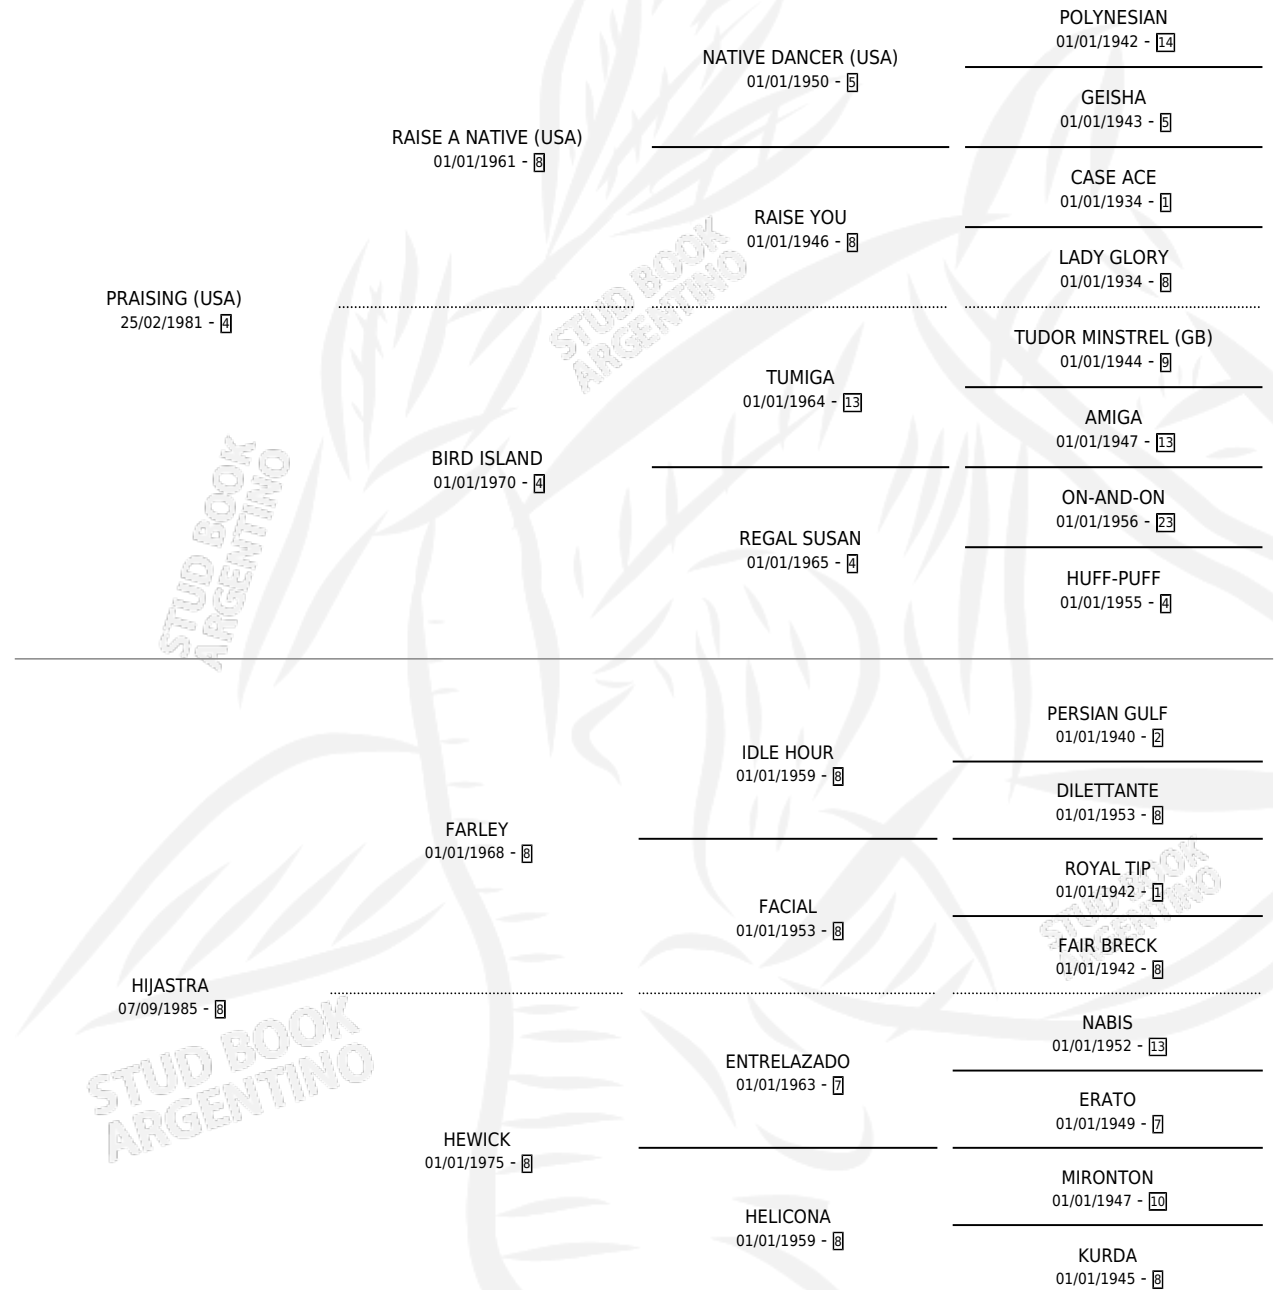 POLYNESIAN
01/01/1942 - 14
NATIVE DANCER (USA)
01/01/1950 - 5
GEISHA
01/01/1943 - 5
RAISE A NATIVE (USA)
01/01/1961 - 8
CASE ACE
01/01/1934 - 1
RAISE YOU
01/01/1946 - 8
LADY GLORY
01/01/1934 - 8
PRAISING (USA)
25/02/1981 - 4
TUDOR MINSTREL (GB)
01/01/1944 - 9
TUMIGA
01/01/1964 - 13
AMIGA
01/01/1947 - 13
BIRD ISLAND
01/01/1970 - 4
ON-AND-ON
01/01/1956 - 23
REGAL SUSAN
01/01/1965 - 4
HUFF-PUFF
01/01/1955 - 4
PERSIAN GULF
01/01/1940 - 2
IDLE HOUR
01/01/1959 - 8
DILETTANTE
01/01/1953 - 8
FARLEY
01/01/1968 - 8
ROYAL TIP
01/01/1942 - 1
FACIAL
01/01/1953 - 8
FAIR BRECK
01/01/1942 - 8
HIJASTRA
07/09/1985 - 8
NABIS
01/01/1952 - 13
ENTRELAZADO
01/01/1963 - 7
ERATO
01/01/1949 - 7
HEWICK
01/01/1975 - 8
MIRONTON
01/01/1947 - 10
HELICONA
01/01/1959 - 8
KURDA
01/01/1945 - 8
STUD BOOK
ARGENTINO
STUD BOOK
ARGENTINO
STUD BOOK
ARGENTINO
STUD BOOK
ARGENTINO